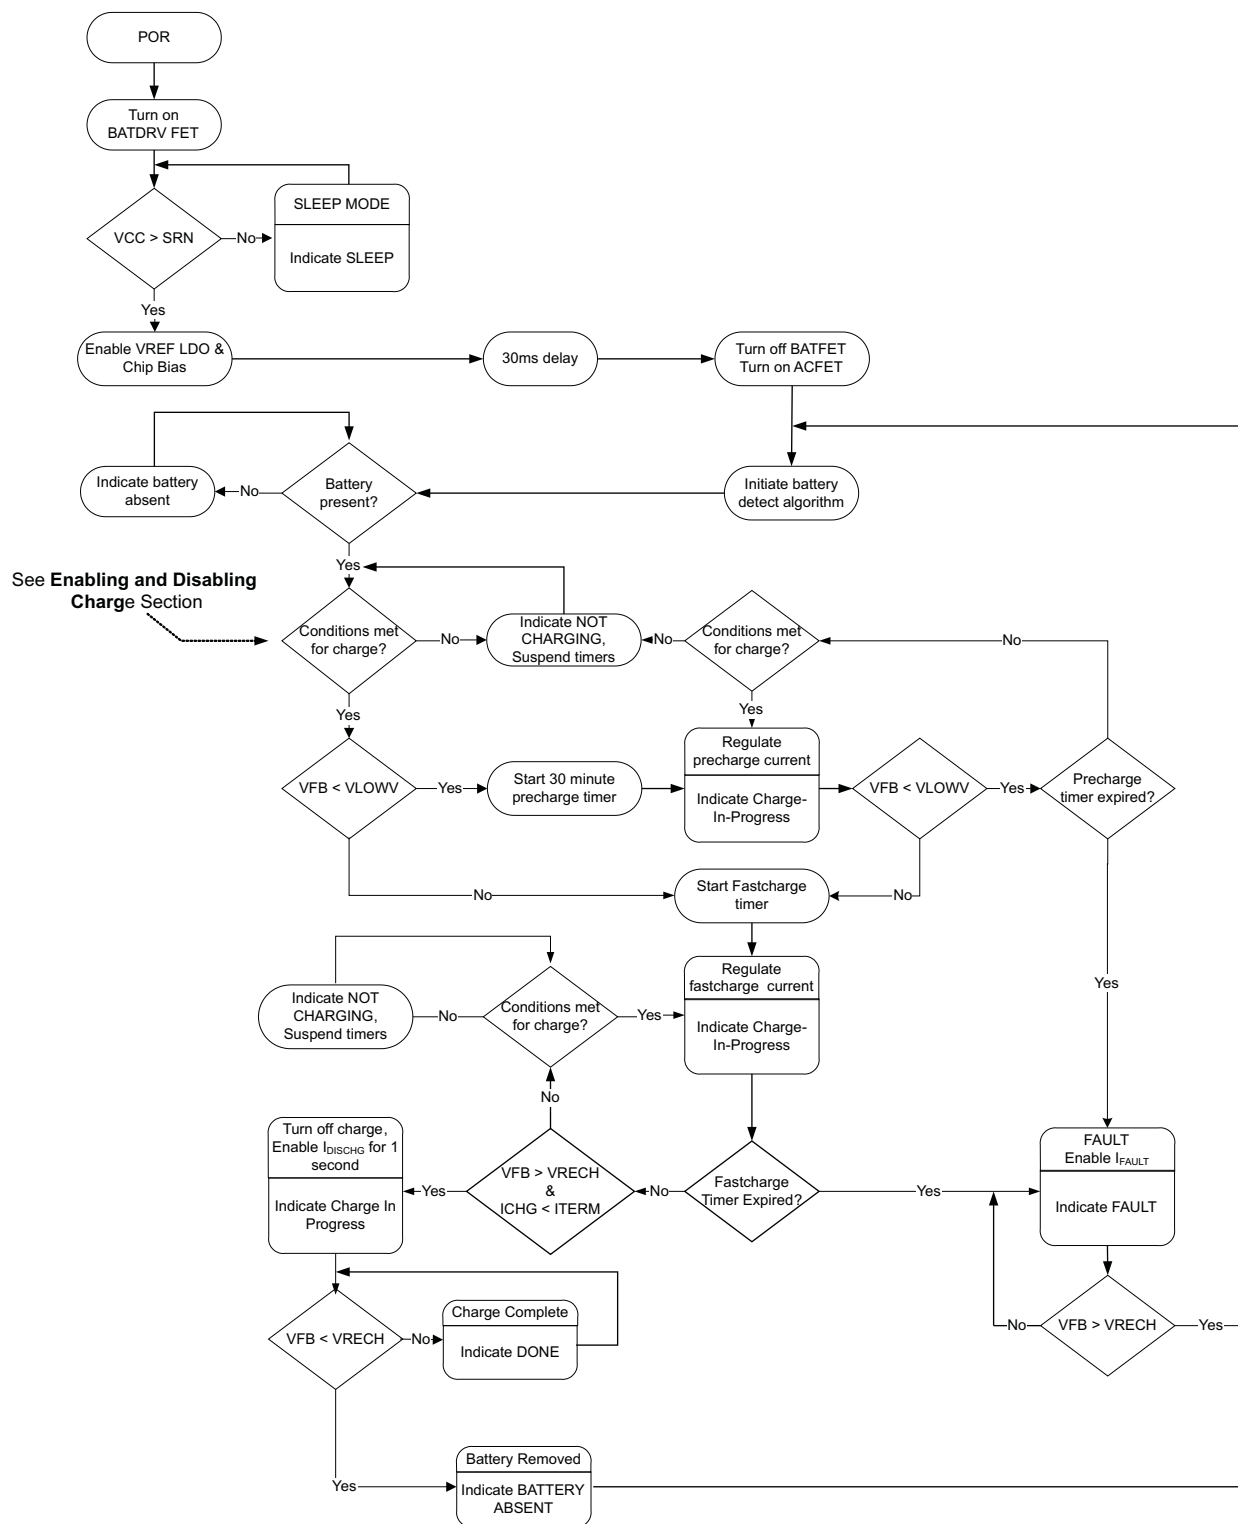 POR
Turn on
BATDRV FET
VCC > SRN
No
SLEEP MODE
Indicate SLEEP
Yes
Enable VREF LDO &
Chip Bias
30ms delay
Turn off BATFET
Turn on ACFET
Indicate battery
absent
No
Battery
present?
Initiate battery
detect algorithm
Yes
See Enabling and Disabling
Charge Section
Conditions met
for charge?
No
Indicate NOT
CHARGING,
Suspend timers
No
Conditions met
for charge?
No
Yes
Yes
VFB < VLOWV
Yes
Start 30 minute
precharge timer
Regulate
precharge current
Indicate Charge-
In-Progress
VFB < VLOWV
Yes
Precharge
timer expired?
No
Start Fastcharge
timer
No
Yes
Indicate NOT
CHARGING,
Suspend timers
No
Conditions met
for charge?
Yes
Regulate
fastcharge current
Indicate Charge-
In-Progress
No
Turn off charge,
Enable IDISCHG for 1
second
Indicate Charge In
Progress
Yes
VFB > VRECH
&
ICHG < ITERM
No
Fastcharge
Timer Expired?
Yes
FAULT
Enable IFAULT
Indicate FAULT
VFB < VRECH
No
Charge Complete
Indicate DONE
No
VFB > VRECH
Yes
Yes
Battery Removed
Indicate BATTERY
ABSENT